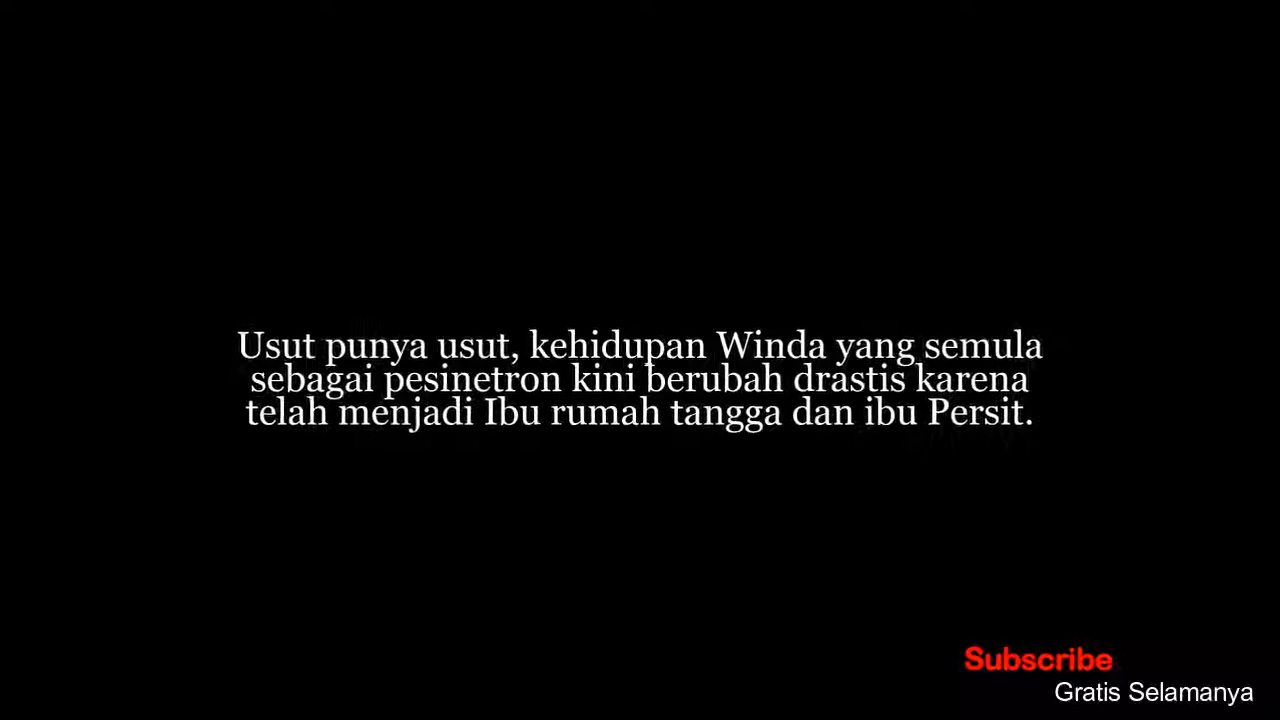 Usut punya usut, kehidupan Winda yang semula
sebagai pesinetron kini berubah drastis karena
telah menjadi Ibu rumah tangga dan ibu Persit.
Subscribe
Gratis Selamanya